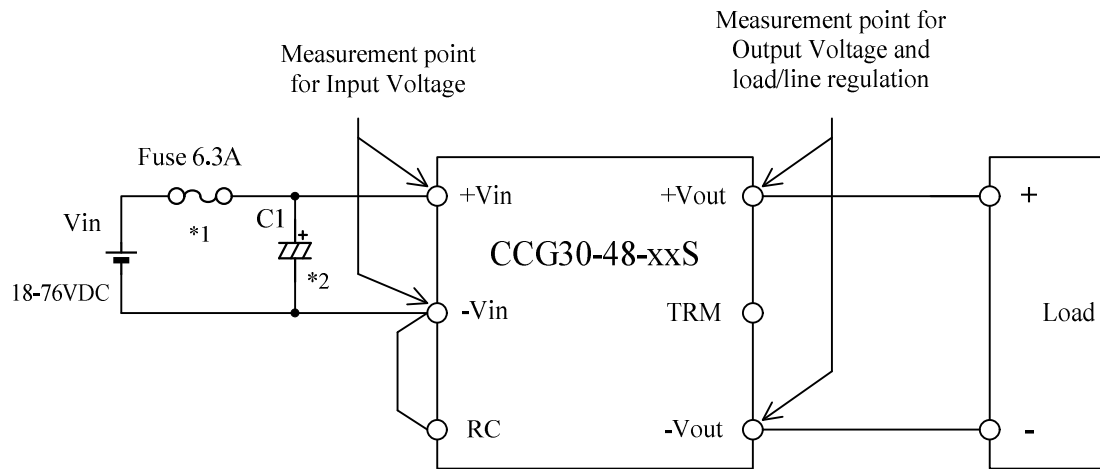 Measurement point
for Input Voltage
Measurement point for
Output Voltage and
load/line regulation
Fuse 6.3A
*1
Vin
18-76VDC
C1
+
*2
+Vin
-Vin
RC
CCG30-48-xxS
+Vout
TRM
-Vout
+
Load
-